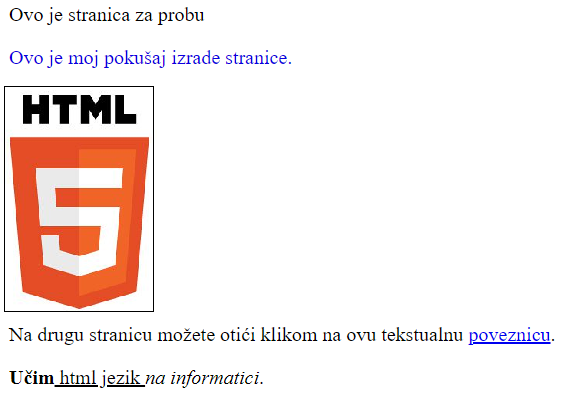 Ovo je stranica za probu
Ovo je moj pokušaj izrade stranice.
HTML
5
Na drugu stranicu možete otići klikom na ovu tekstualnu poveznicu.
Učim html jezik na informatici.